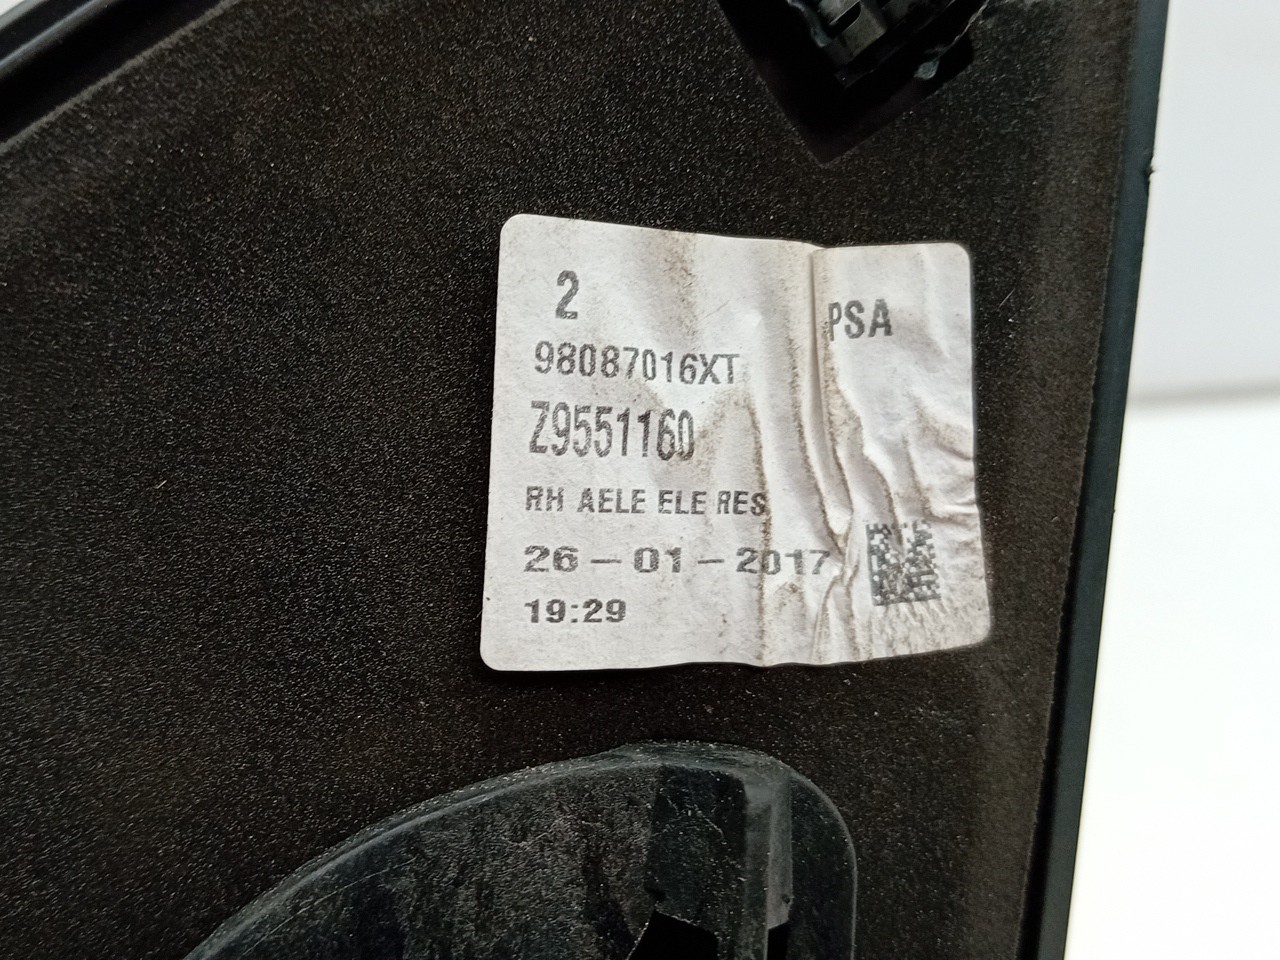 2
PSA
98087016XT
Z9551160
RH AELE ELE RES
26-01-2017
19:29